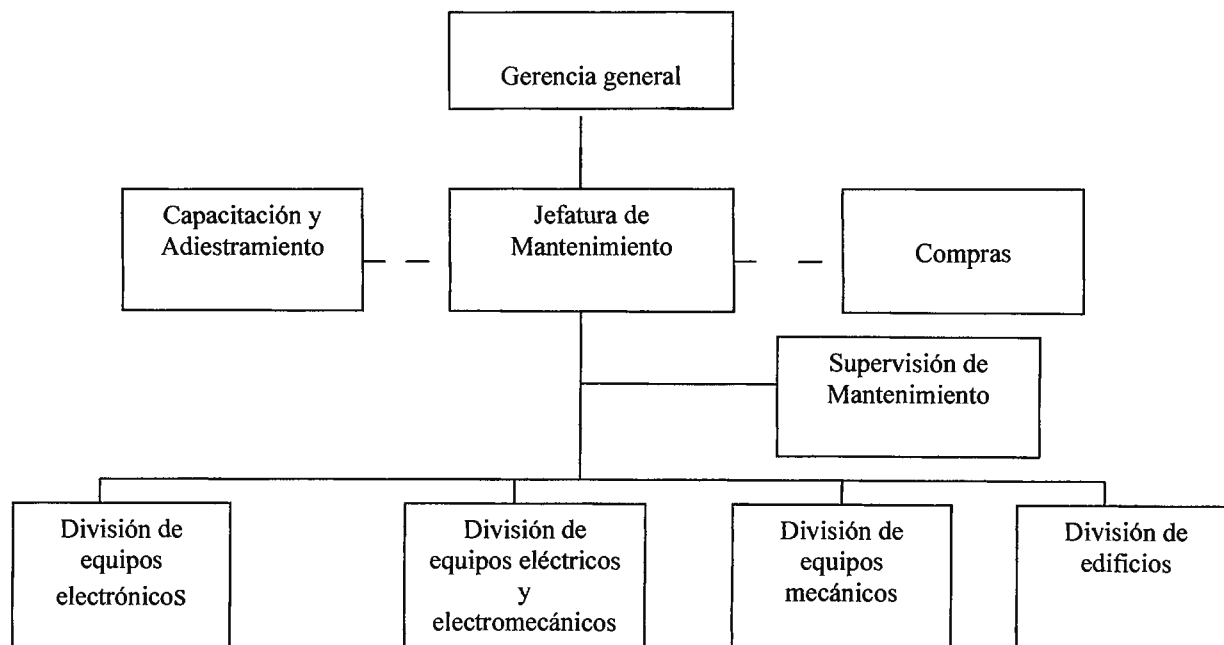 Gerencia general
Capacitación y
Adiestramiento
Jefatura de
Mantenimiento
Compras
Supervisión de
Mantenimiento
División de
equipos
electrónicos
División de
equipos eléctricos
y
electromecánicos
División de
equipos
mecánicos
División de
edificios